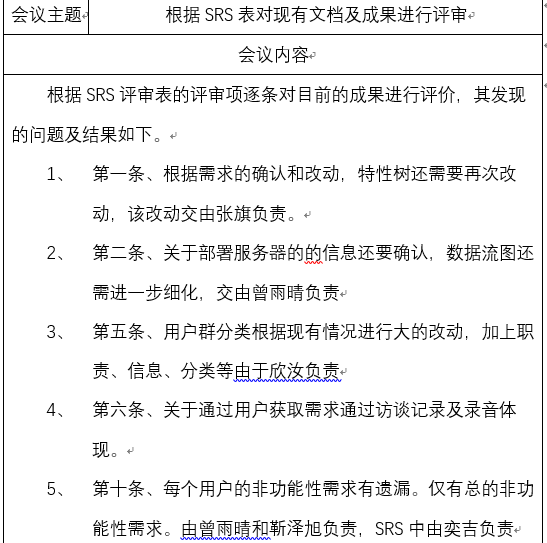 会议主题 根据 SRS 表对现有文档及成果进行评审
会议内容
根据 SRS 评审表的评审项逐条对目前的成果进行评价，其发现
的问题及结果如下。
1、 第一条、根据需求的确认和改动，特性树还需要再次改
动，该改动交由张旗负责。
2、 第二条、关于部署服务器的的信息还要确认，数据流图还
需进一步细化，交由曾雨晴负责
3、 第五条、用户群分类根据现有情况进行大的改动，加上职
责、信息、分类等由于欣汝负责
4、 第六条、关于通过用户获取需求通过访谈记录及录音体
现。
5、 第十条、每个用户的非功能性需求有遗漏。仅有总的非功
能性需求。由曾雨晴和靳泽旭负责，SRS 中由奕吉负责